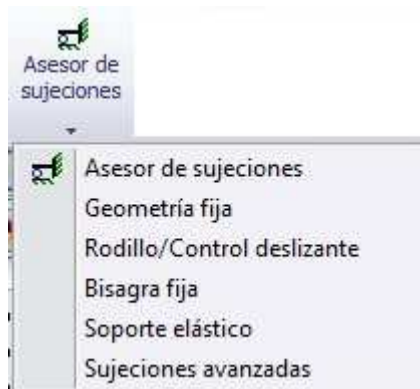 Asesor de
sujeciones
Asesor de sujeciones
Geometría fija
Rodillo/Control deslizante
Bisagra fija
Soporte elástico
Sujeciones avanzadas